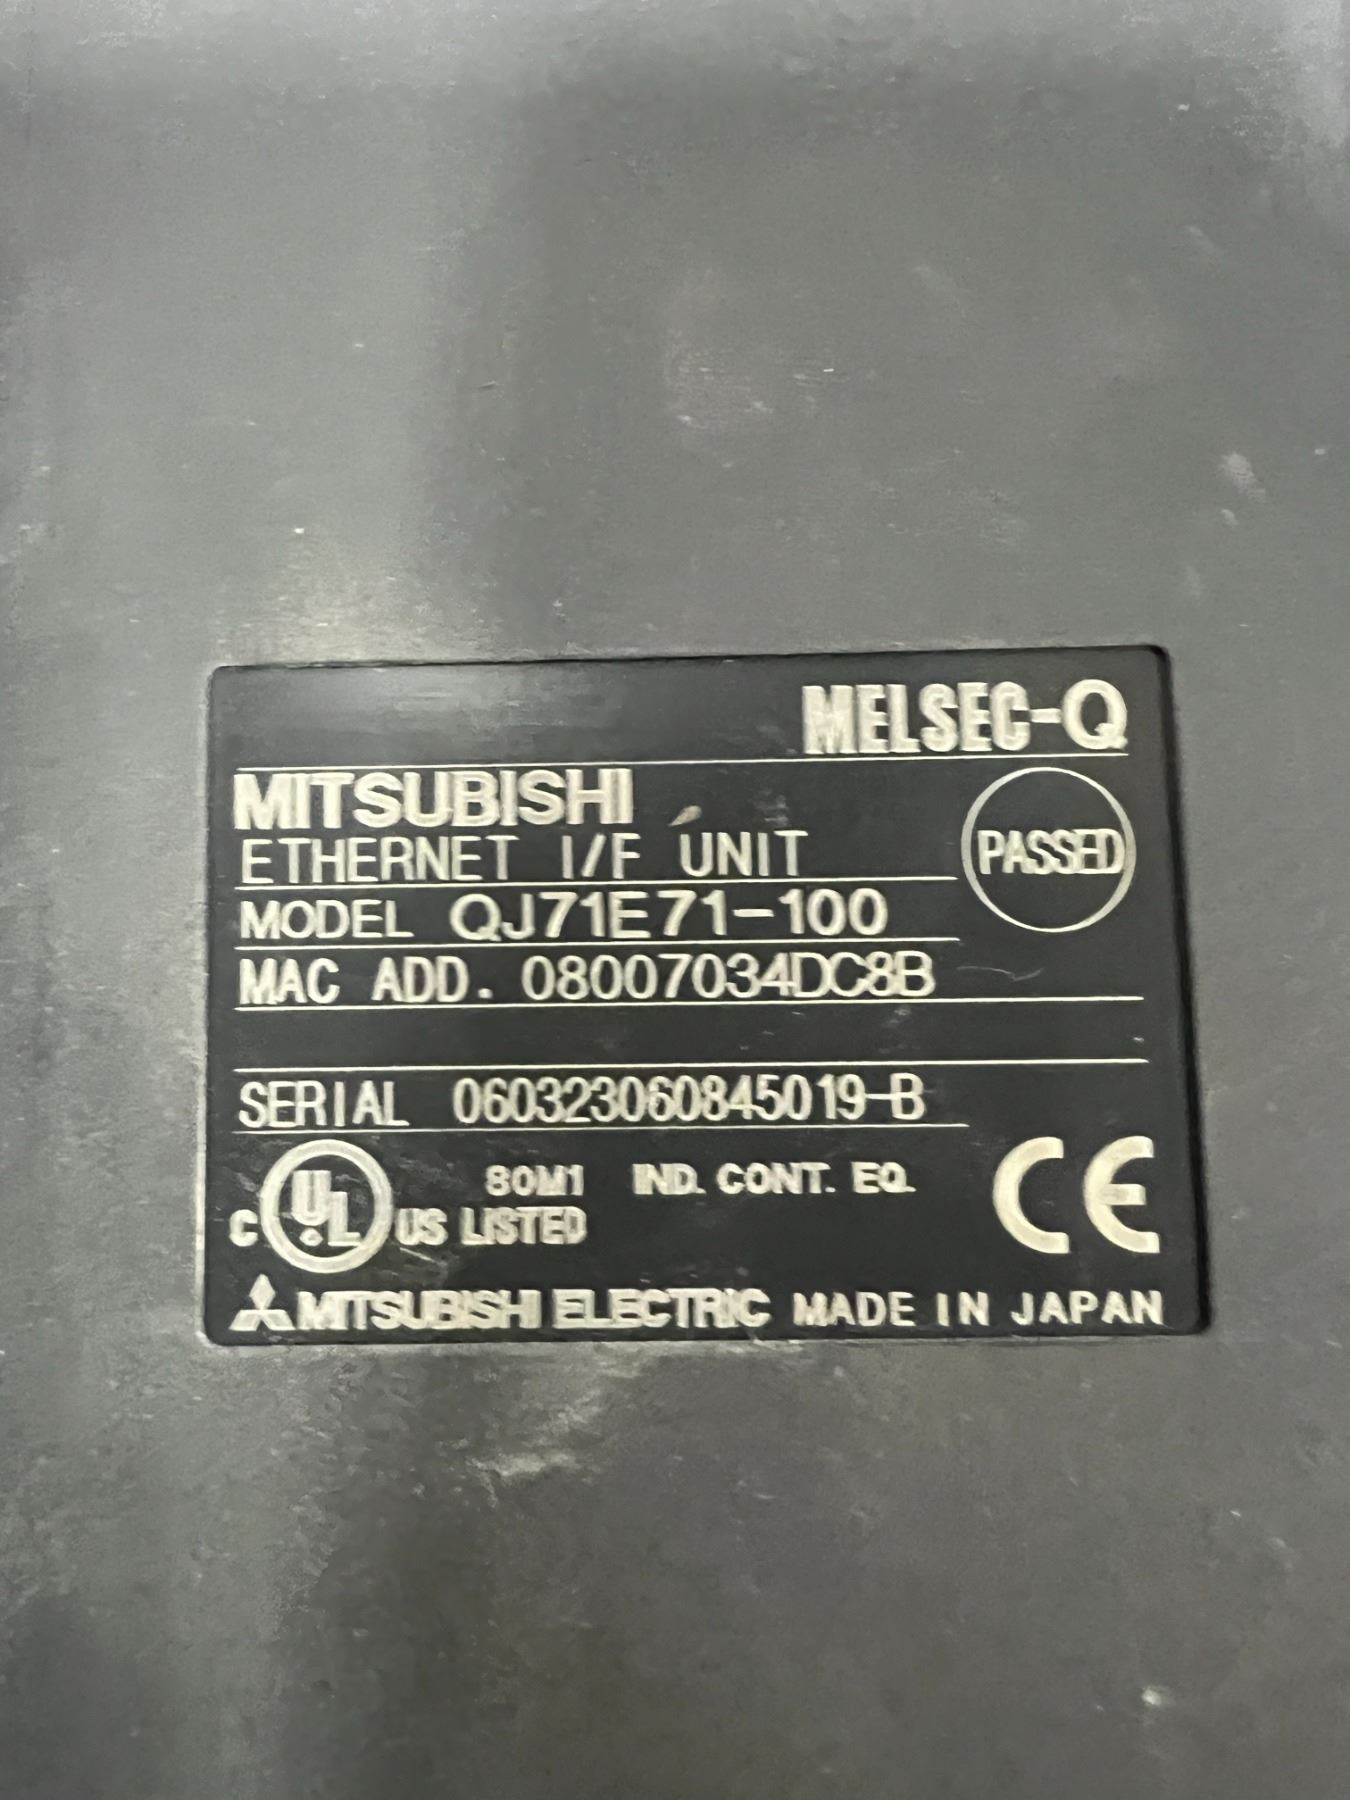 MELSEC-Q
MITSUBISHI
ETHERNET I/F UNIT
PASSED
MODEL QJ71E71-100
MAC ADD. 08007034DC8B
SERIAL 060323060845019-B
80M1 IND. CONT. EQ.
C UL US LISTED
CE
MITSUBISHI ELECTRIC MADE IN JAPAN